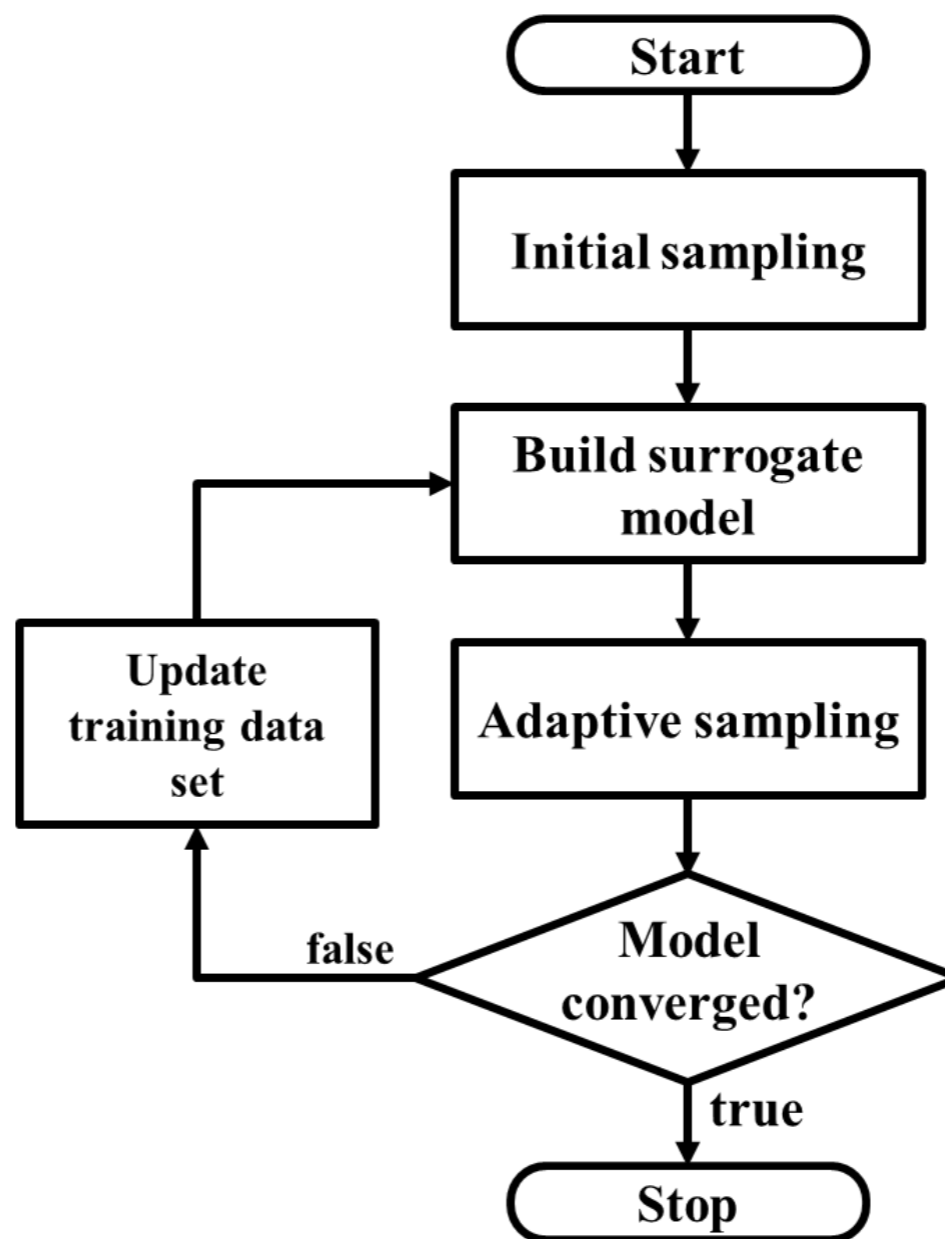 Start
Initial sampling
Build surrogate
model
Adaptive sampling
Update
training data
set
Model
converged?
false
true
Stop